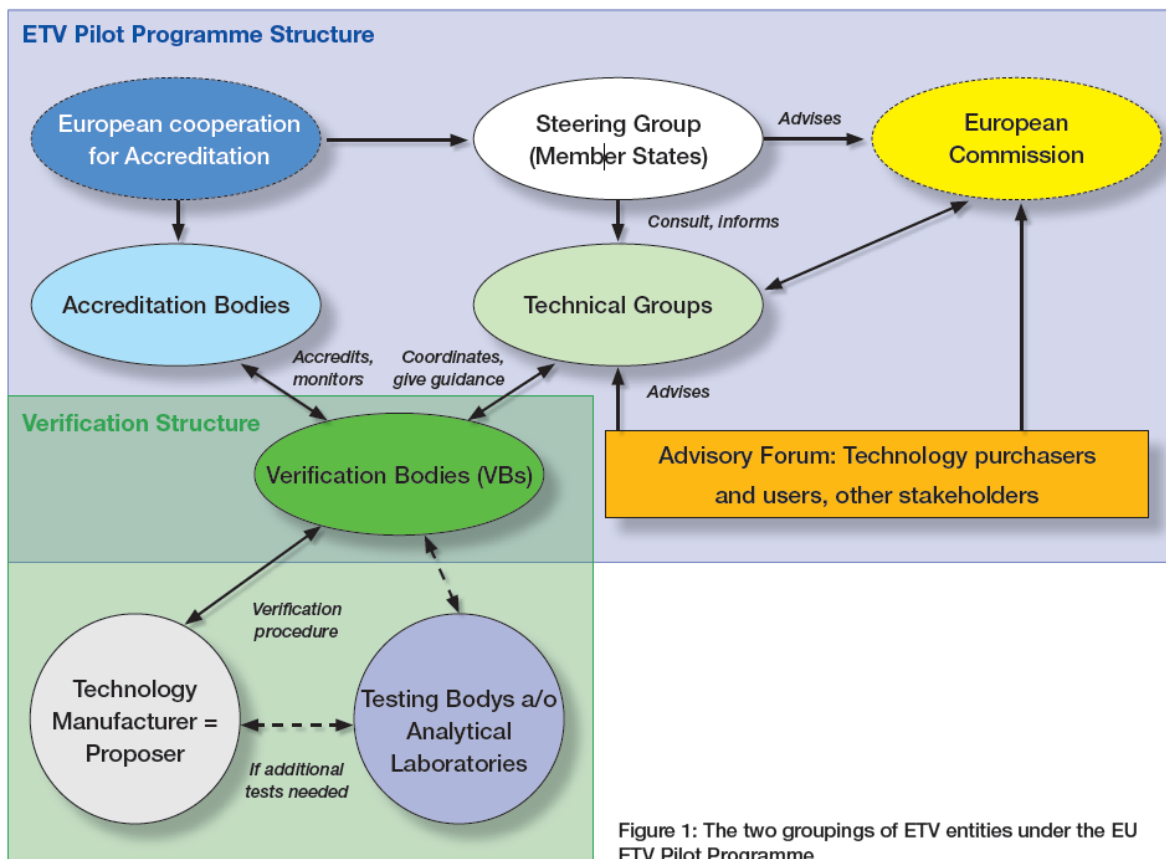 ETV Pilot Programme Structure
European cooperation
for Accreditation
Steering Group
(Member States)
Advises
European
Commission
Consult, informs
Accreditation Bodies
Technical Groups
Accredits,
monitors
Coordinates,
give guidance
Advises
Verification Structure
Verification Bodies (VBs)
Advisory Forum: Technology purchasers
and users, other stakeholders
Verification
procedure
Technology
Manufacturer =
Proposer
Testing Bodys a/o
Analytical
Laboratories
If additional
tests needed
Figure 1: The two groupings of ETV entities under the EU
ETV Pilot Programme